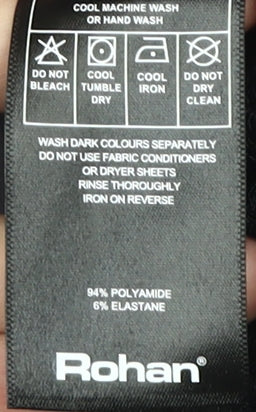 COOL MACHINE WASH
OR HAND WASH
DO NOT BLEACH
COOL TUMBLE DRY
COOL IRON
DO NOT DRY CLEAN
WASH DARK COLOURS SEPARATELY
DO NOT USE FABRIC CONDITIONERS
OR DRYER SHEETS
RINSE THOROUGHLY
IRON ON REVERSE
94% POLYAMIDE
6% ELASTANE
Rohan®